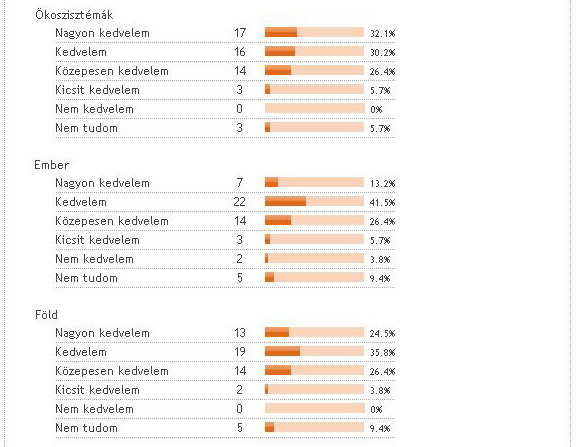 Ökoszisztémák
Nagyon kedvelem 17 32.1%
Kedvelem 16 30.2%
Közepesen kedvelem 14 26.4%
Kicsit kedvelem 3 5.7%
Nem kedvelem 0 0%
Nem tudom 3 5.7%
Ember
Nagyon kedvelem 7 13.2%
Kedvelem 22 41.5%
Közepesen kedvelem 14 26.4%
Kicsit kedvelem 3 5.7%
Nem kedvelem 2 3.8%
Nem tudom 5 9.4%
Föld
Nagyon kedvelem 13 24.5%
Kedvelem 19 35.8%
Közepesen kedvelem 14 26.4%
Kicsit kedvelem 2 3.8%
Nem kedvelem 0 0%
Nem tudom 5 9.4%